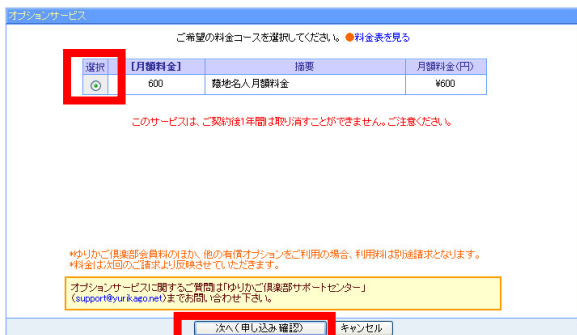 オプションサービス
ご希望の料金コースを選択してください。●料金表を見る
選択 [月額料金] 摘要 月額料金(円)
600 陰地名人月額料金 ¥600
このサービスは、ご契約後1年間は取り消すことができません。ご注意ください。
*ゆりかご倶楽部会員料のほか、他の有償オプションをご利用の場合、利用料は別途請求となります。
*料金は次回のご請求より反映させていただきます。
オプションサービスに関するご質問は「ゆりかご倶楽部サポートセンター」
(support@yurikago.net)までお問い合わせ下さい。
次へ(申し込み確認) キャンセル